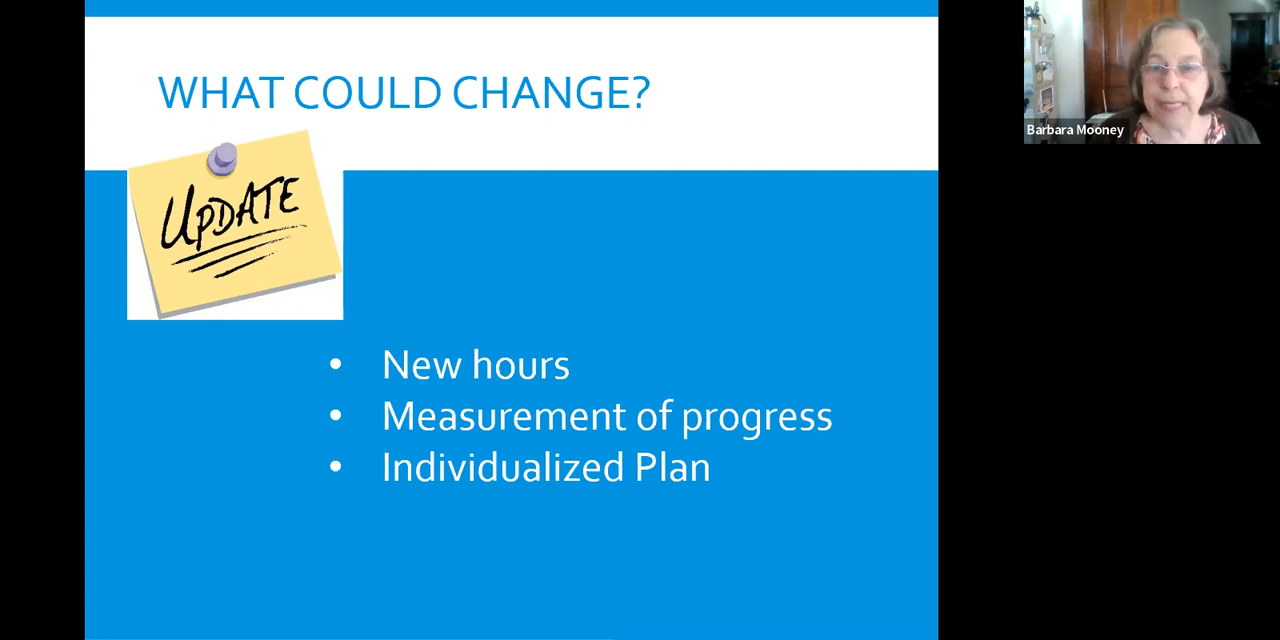 WHAT COULD CHANGE?
UPDATE
• New hours
• Measurement of progress
• Individualized Plan
Barbara Mooney